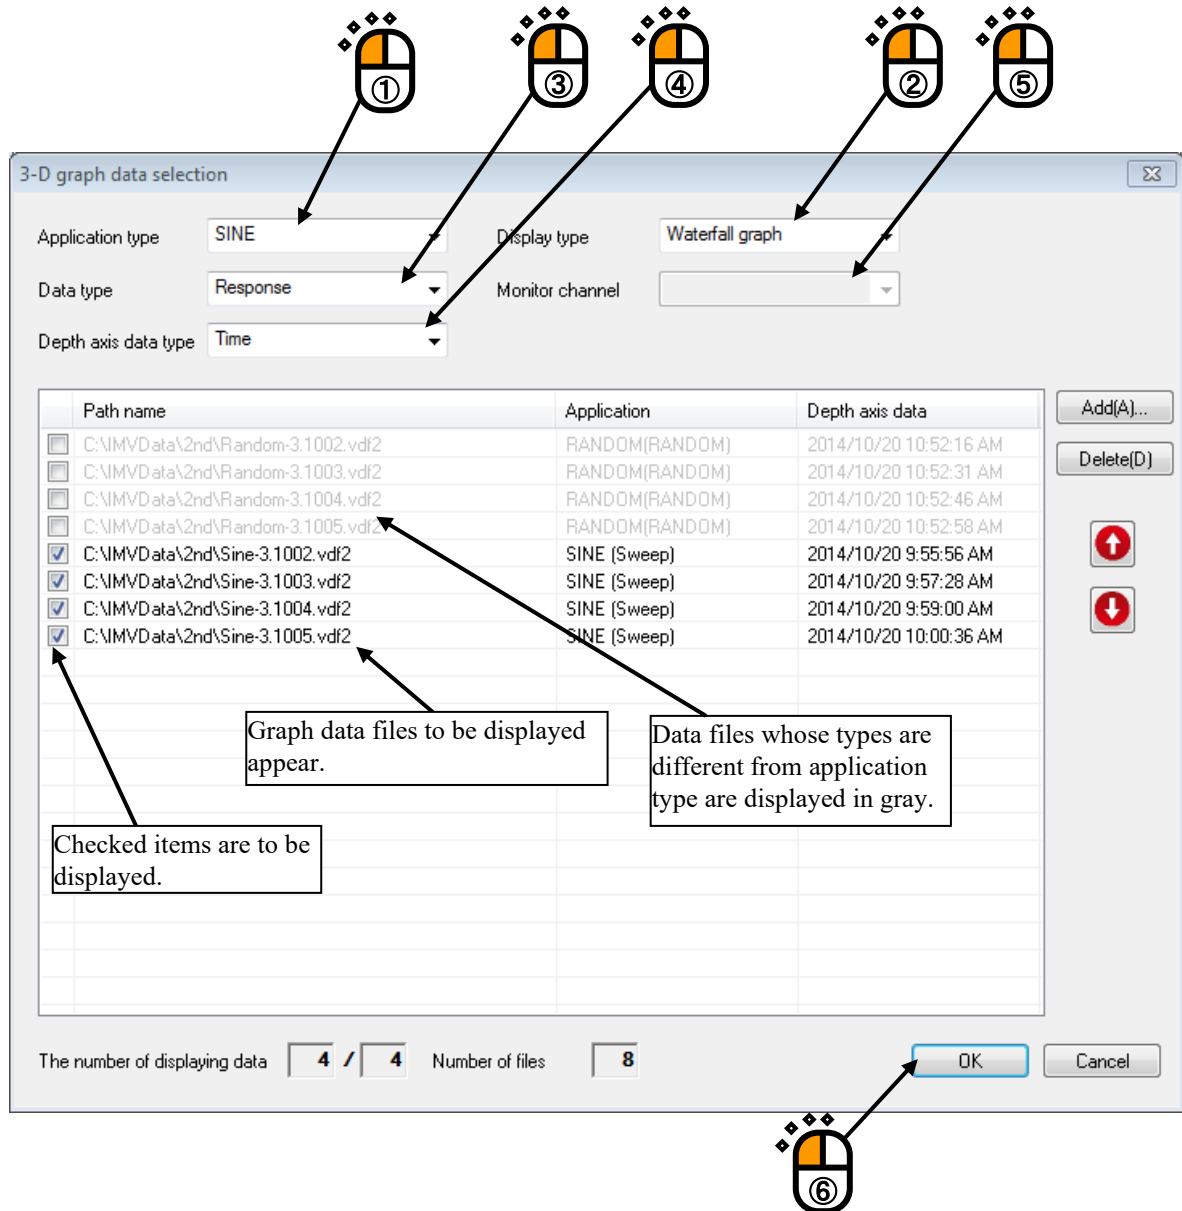 ① ③ ④ ② ⑤
3-D graph data selection
Application type SINE Display type Waterfall graph
Data type Response Monitor channel
Depth axis data type Time
Path name Application Depth axis data Add(A)...
C:\IMVData\2nd\Random-3.1002.vdf2 RANDOM(RANDOM) 2014/10/20 10:52:16 AM
Delete(D)
C:\IMVData\2nd\Random-3.1003.vdf2 RANDOM(RANDOM) 2014/10/20 10:52:31 AM
C:\IMVData\2nd\Random-3.1004.vdf2 RANDOM(RANDOM) 2014/10/20 10:52:46 AM
C:\IMVData\2nd\Random-3.1005.vdf2 RANDOM(RANDOM) 2014/10/20 10:52:58 AM
C:\IMVData\2nd\Sine-3.1002.vdf2 SINE (Sweep) 2014/10/20 9:55:56 AM
C:\IMVData\2nd\Sine-3.1003.vdf2 SINE (Sweep) 2014/10/20 9:57:28 AM
C:\IMVData\2nd\Sine-3.1004.vdf2 SINE (Sweep) 2014/10/20 9:59:00 AM
C:\IMVData\2nd\Sine-3.1005.vdf2 SINE (Sweep) 2014/10/20 10:00:36 AM
Graph data files to be displayed
appear.
Data files whose types are
different from application
type are displayed in gray.
Checked items are to be
displayed.
The number of displaying data 4 / 4 Number of files 8 OK Cancel
⑥